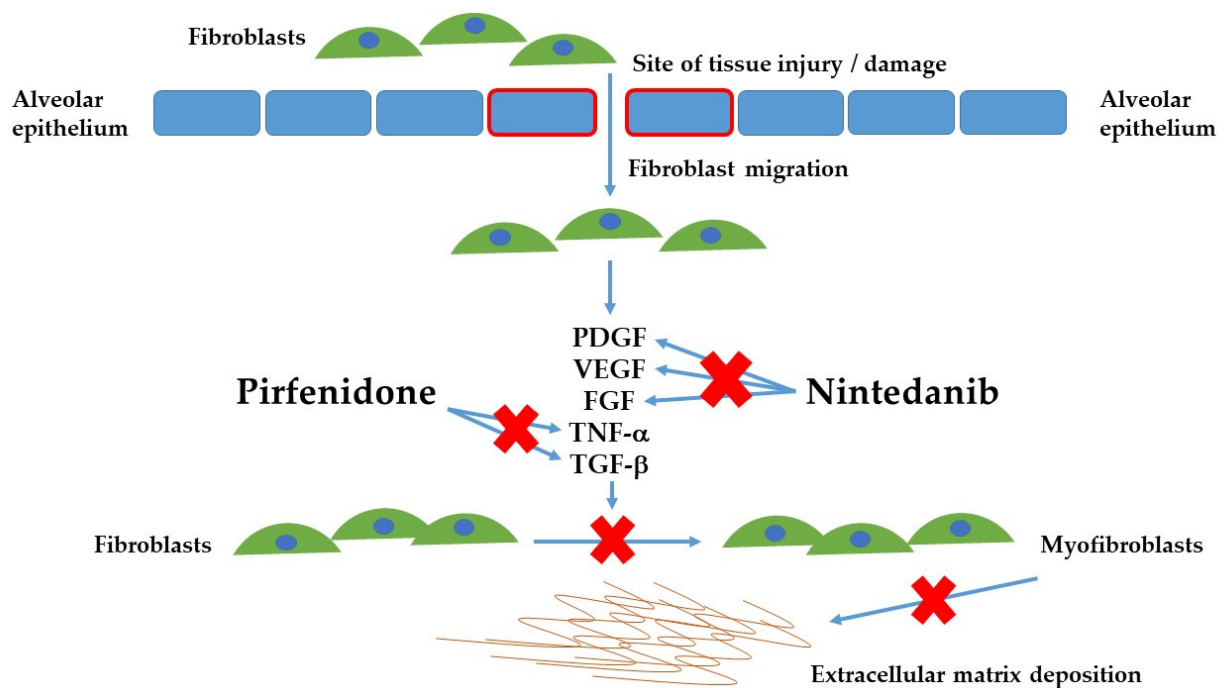 Fibroblasts
Site of tissue injury / damage
Alveolar
epithelium
Alveolar
epithelium
Fibroblast migration
PDGF
VEGF
FGF
TNF-α
TGF-β
Pirfenidone
Nintedanib
Fibroblasts
Myofibroblasts
Extracellular matrix deposition